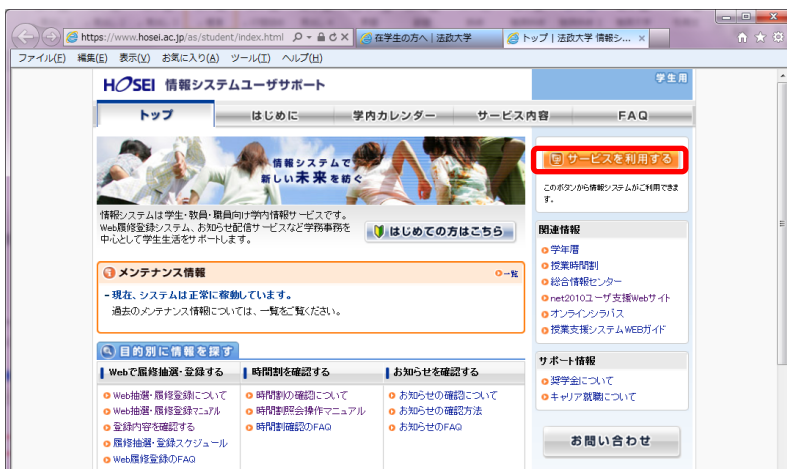 https://www.hosei.ac.jp/as/student/index.html
在学生の方へ | 法政大学
トップ | 法政大学 情報シ...
ファイル(F) 編集(E) 表示(V) お気に入り(A) ツール(T) ヘルプ(H)
HOSEI 情報システムユーザサポート
学生用
トップ はじめに 学内カレンダー サービス内容 FAQ
情報システムで
新しい未来を紡ぐ
サービスを利用する
このボタンから情報システムがご利用できま
す。
情報システムは学生・教員・職員向け学内情報サービスです。
Web履修登録システム、お知らせ配信サービスなど学務事務を
中心として学生生活をサポートします。
はじめての方はこちら
関連情報
学年暦
授業時間割
総合情報センター
net2010ユーザ支援Webサイト
オンラインシラバス
授業支援システムWEBガイド
メンテナンス情報
一覧
- 現在、システムは正常に稼動しています。
過去のメンテナンス情報については、一覧をご覧ください。
目的別に情報を探す
Webで履修抽選・登録する
Web抽選・履修登録について
Web抽選・履修登録マニュアル
登録内容を確認する
履修抽選・登録スケジュール
Web履修登録のFAQ
時間割を確認する
時間割の確認について
時間割照会操作マニュアル
時間割確認のFAQ
お知らせを確認する
お知らせの確認について
お知らせの確認方法
お知らせのFAQ
サポート情報
奨学金について
キャリア就職について
お問い合わせ